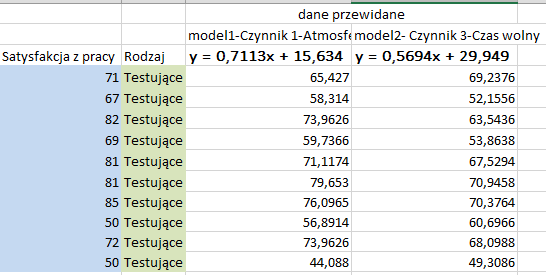 dane przewidane
model1-Czynnik 1-Atmosfe model2- Czynnik 3-Czas wolny
Satysfakcja z pracy Rodzaj y = 0,7113x + 15,634 y = 0,5694x + 29,949
71 Testujące 65,427 69,2376
67 Testujące 58,314 52,1556
82 Testujące 73,9626 63,5436
69 Testujące 59,7366 53,8638
81 Testujące 71,1174 67,5294
81 Testujące 79,653 70,9458
85 Testujące 76,0965 70,3764
50 Testujące 56,8914 60,6966
72 Testujące 73,9626 68,0988
50 Testujące 44,088 49,3086